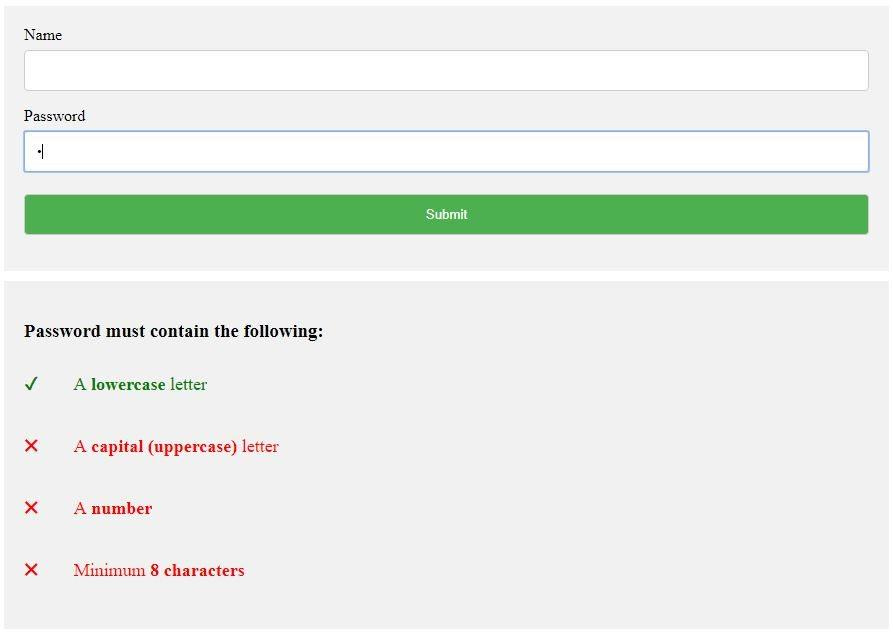 Name
Password
•
Submit
Password must contain the following:
✓ A lowercase letter
✕ A capital (uppercase) letter
✕ A number
✕ Minimum 8 characters